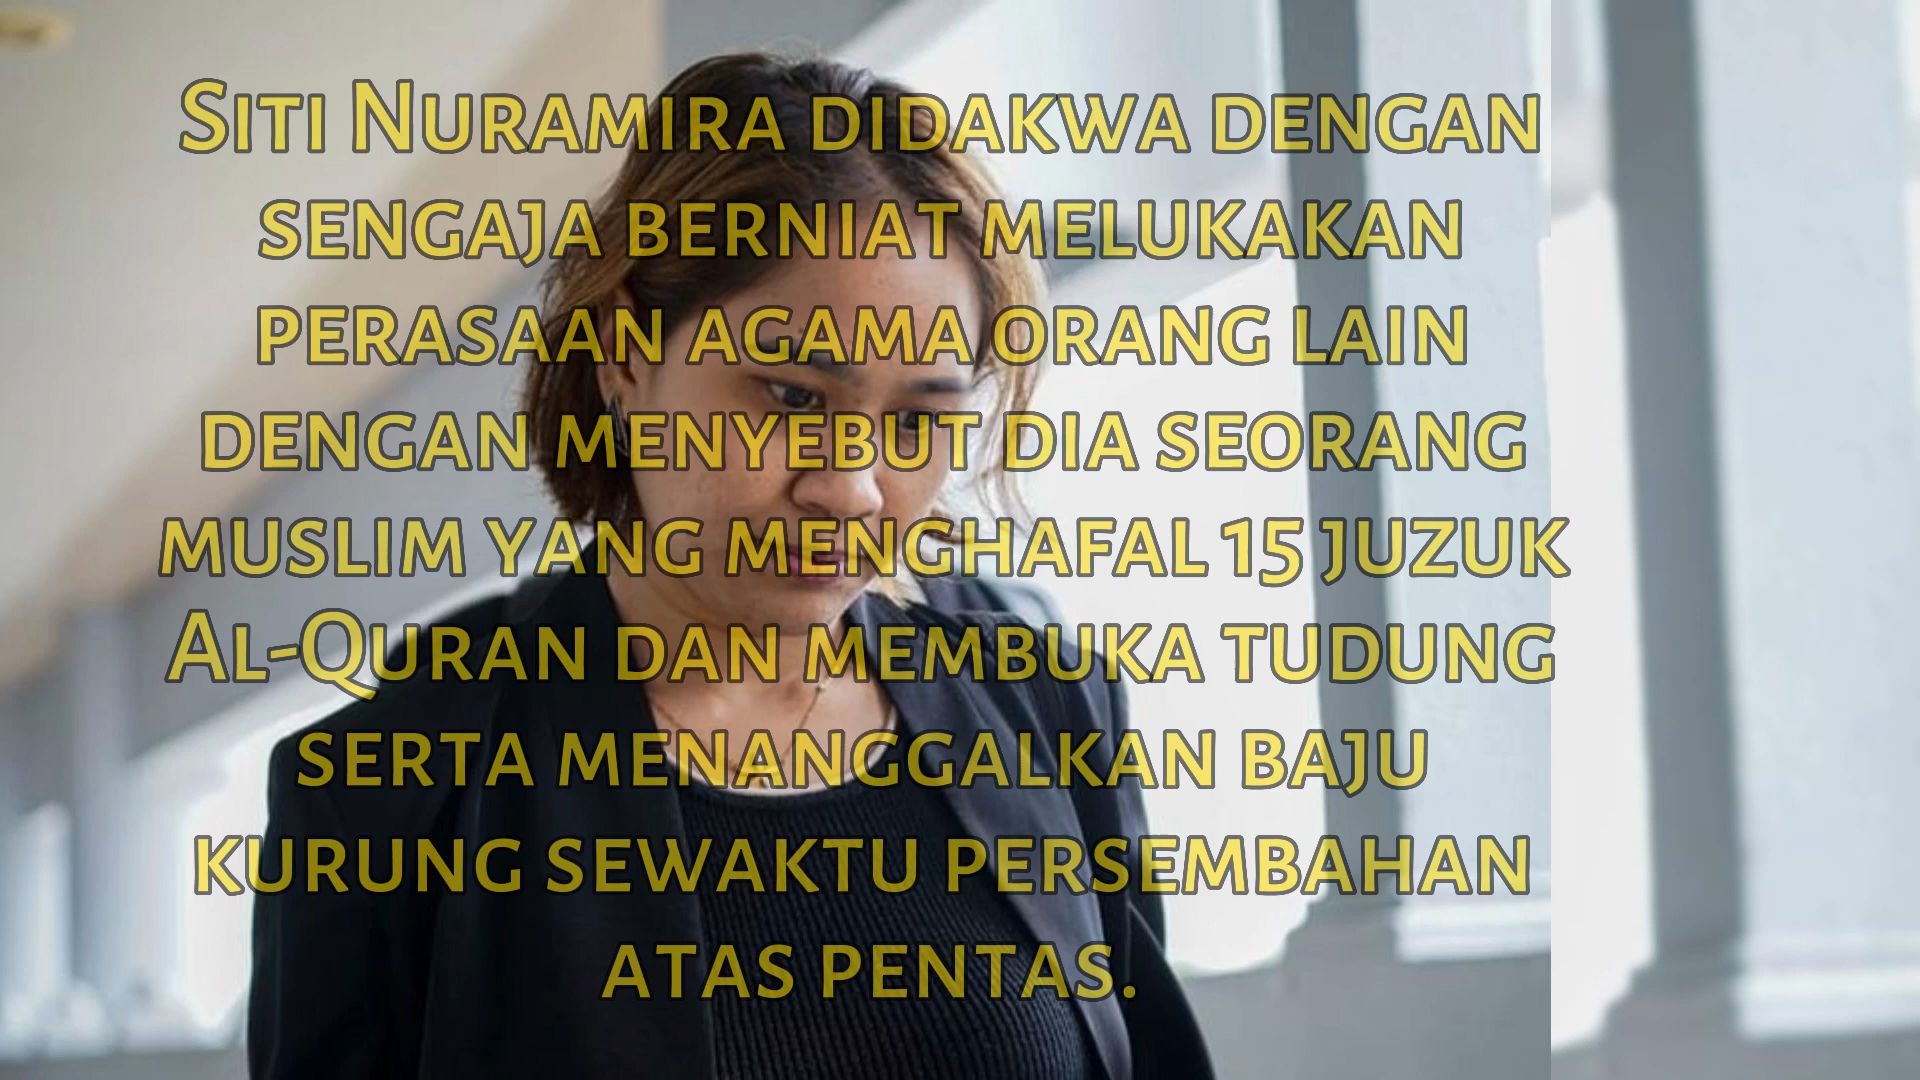 Siti Nuramira didakwa dengan
sengaja berniat melukakan
perasaan agama orang lain
dengan menyebut dia seorang
muslim yang menghafal 15 juzuk
Al-Quran dan membuka tudung
serta menanggalkan baju
kurung sewaktu persembahan
atas pentas.